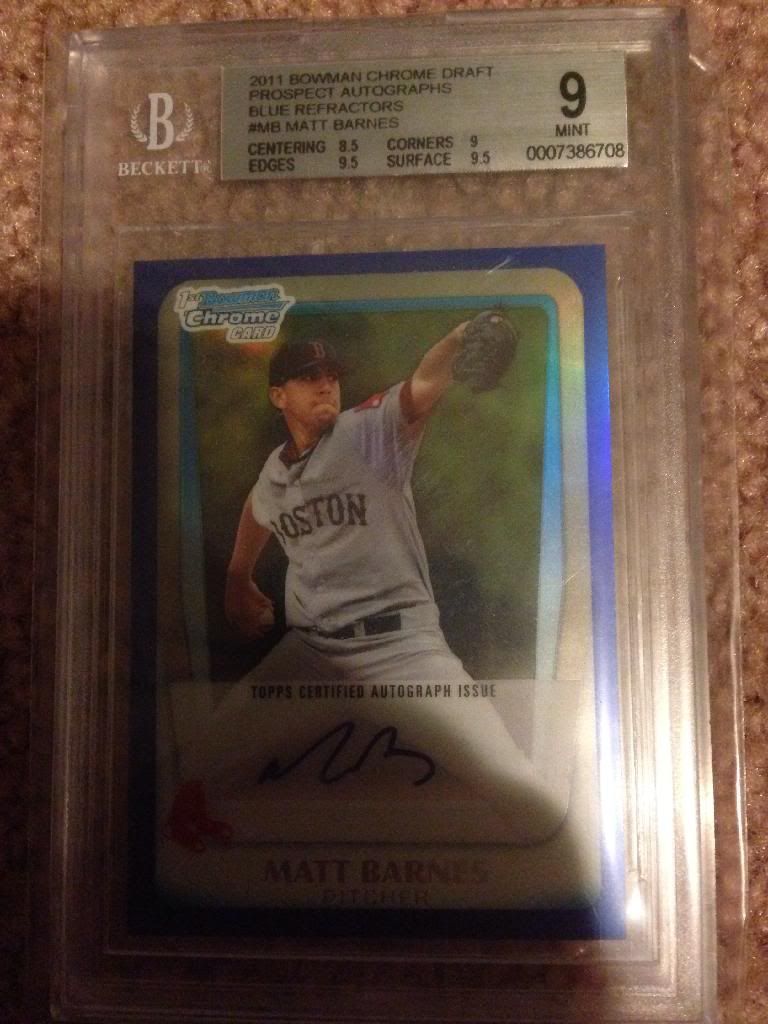 2011 BOWMAN CHROME DRAFT
PROSPECT AUTOGRAPHS
BLUE REFRACTORS
#MB MATT BARNES
CENTERING 8.5 CORNERS 9
EDGES 9.5 SURFACE 9.5
9
MINT
0007386708
B
BECKETT®
1st Bowman
Chrome
CARD
B
BOSTON
TOPPS CERTIFIED AUTOGRAPH ISSUE
MATT BARNES
PITCHER